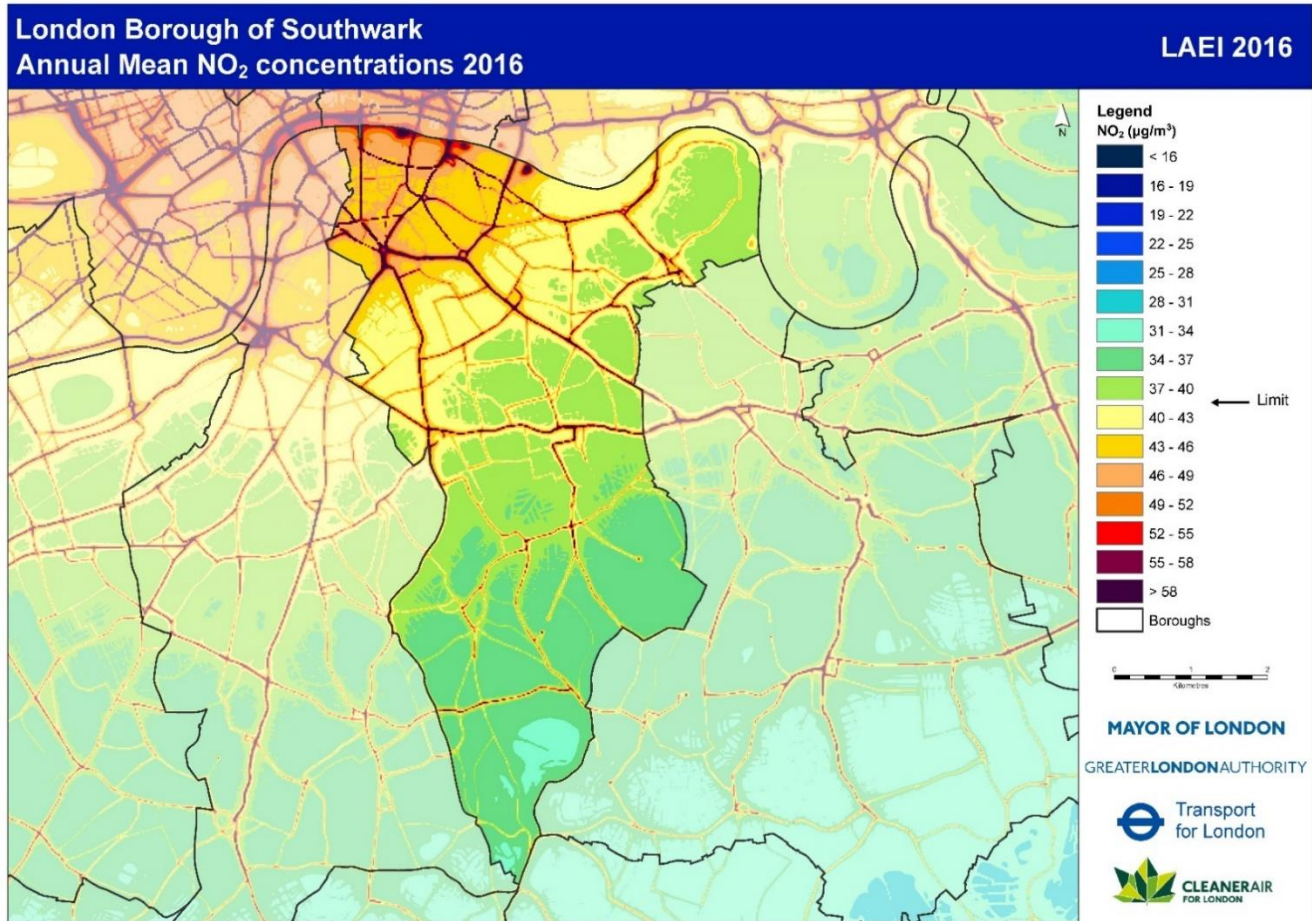 London Borough of Southwark
Annual Mean NO₂ concentrations 2016
LAEI 2016
N
Legend
NO₂ (µg/m³)
< 16
16 - 19
19 - 22
22 - 25
25 - 28
28 - 31
31 - 34
34 - 37
37 - 40
Limit
40 - 43
43 - 46
46 - 49
49 - 52
52 - 55
55 - 58
> 58
Boroughs
0 1 2
Kilometres
MAYOR OF LONDON
GREATERLONDONAUTHORITY
Transport
for London
CLEANERAIR
FOR LONDON